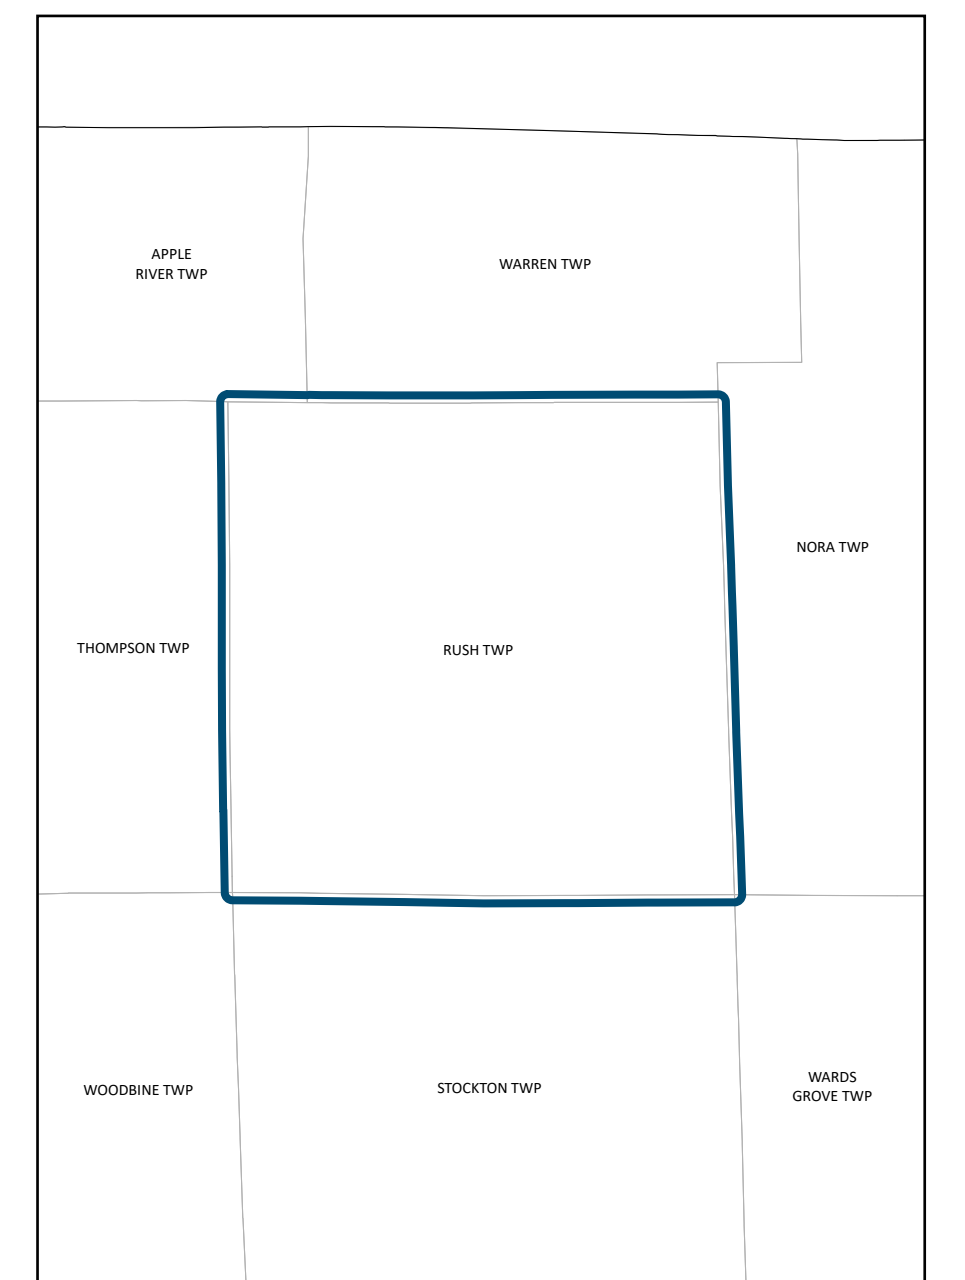 APPLE
RIVER TWP
WARREN TWP
NORA TWP
THOMPSON TWP
RUSH TWP
WOODBINE TWP
STOCKTON TWP
WARDS
GROVE TWP